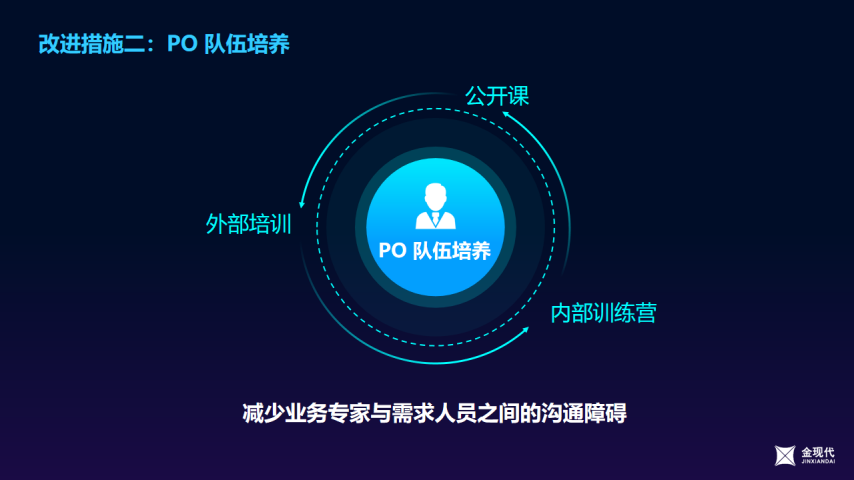 改进措施二：PO 队伍培养
公开课
外部培训
PO 队伍培养
内部训练营
减少业务专家与需求人员之间的沟通障碍
金现代
JINXIANDAI